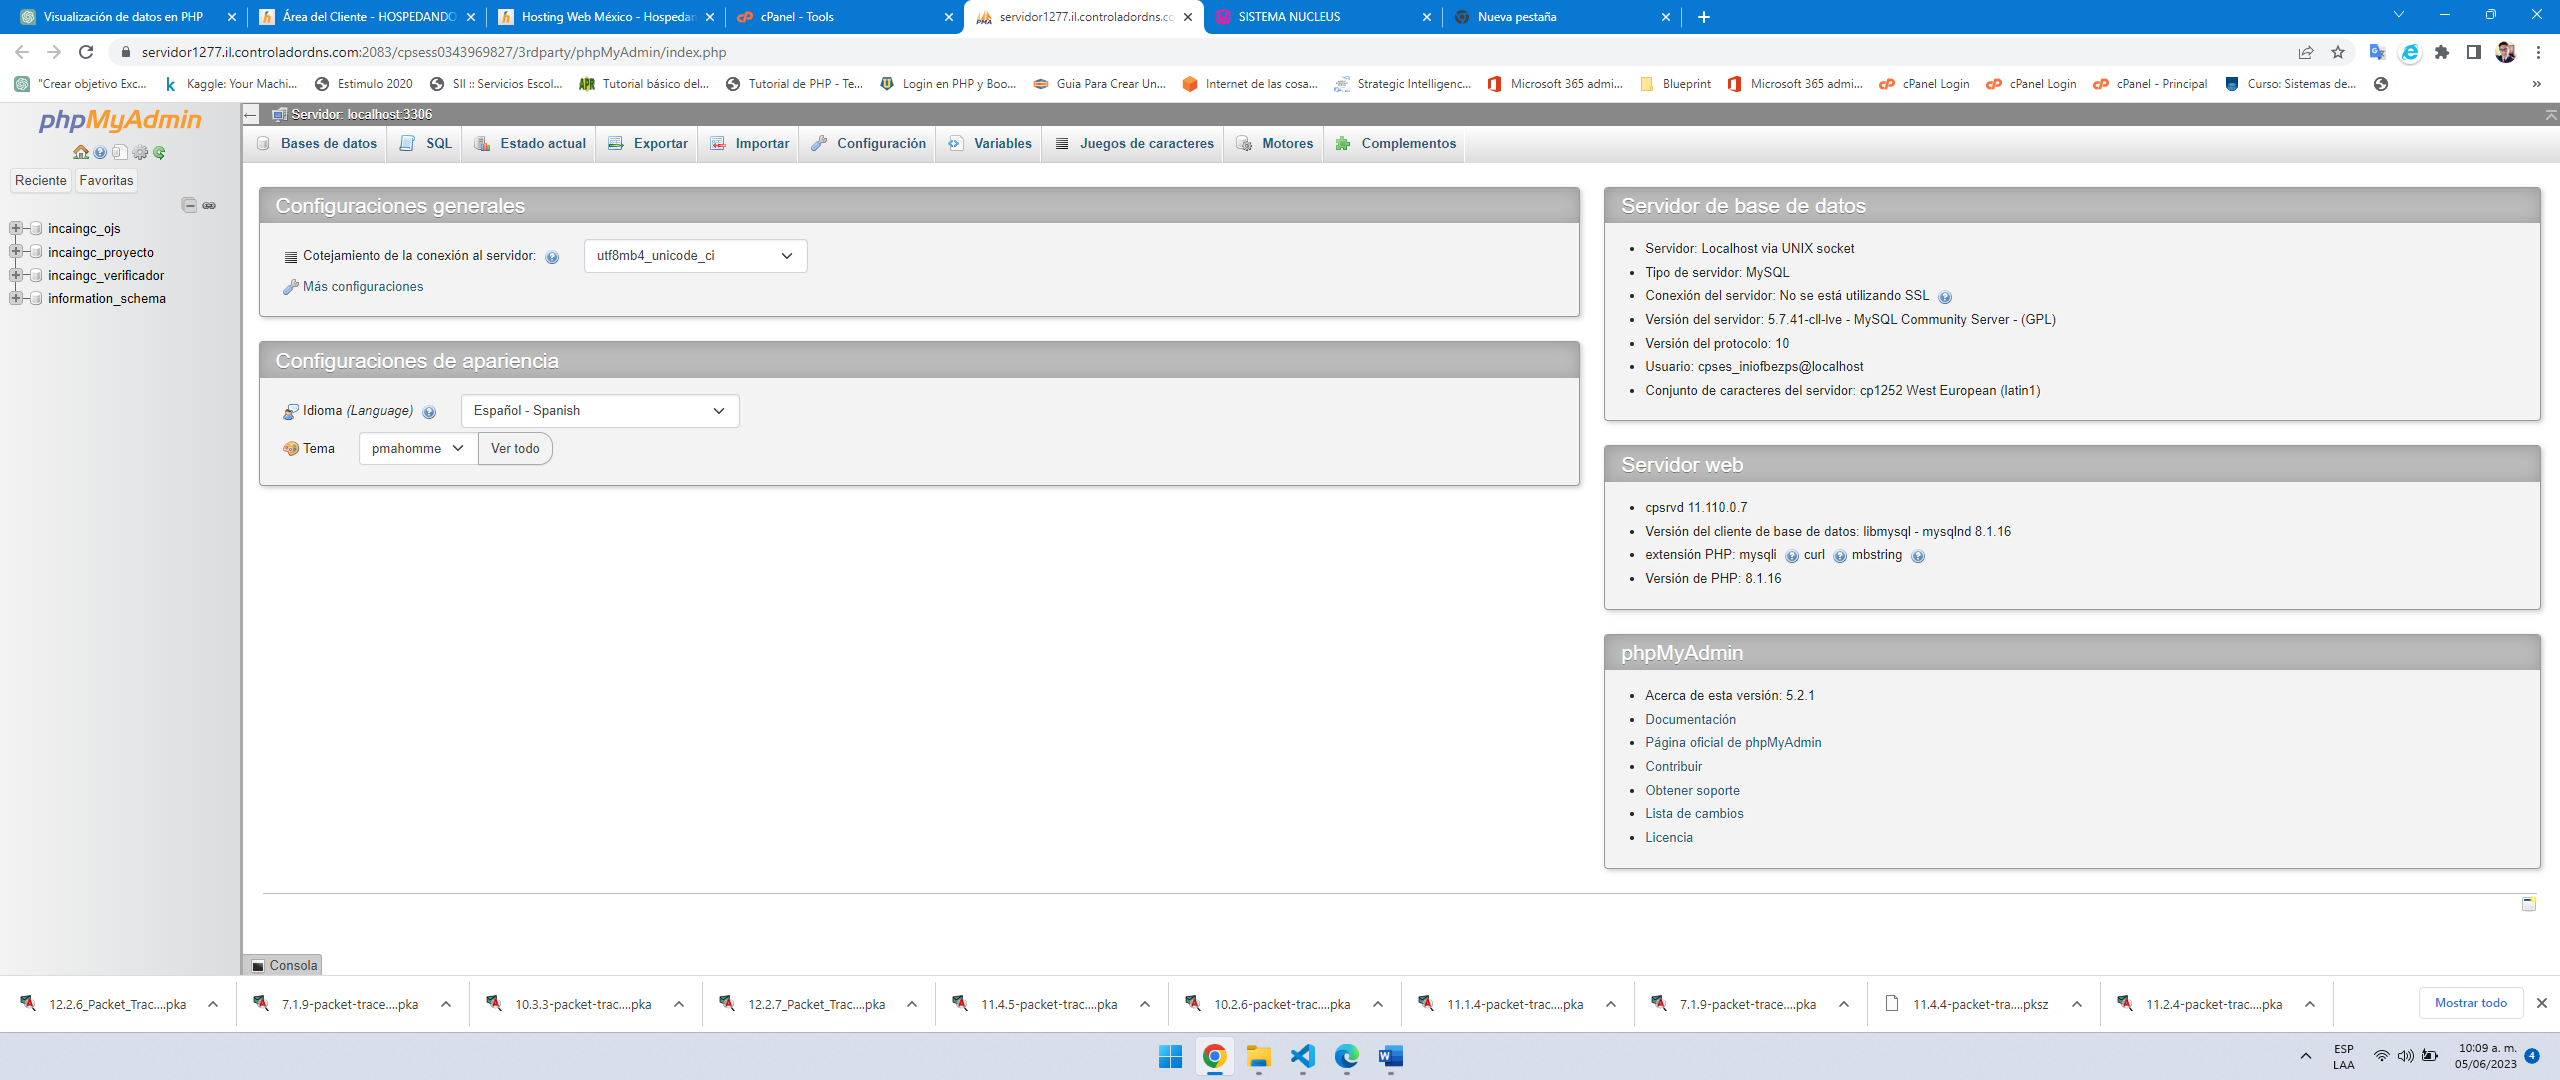 Visualización de datos en PHP
Área del Cliente - HOSPEDANDO
Hosting Web México - Hospedan
cPanel - Tools
servidor1277.il.controladordns.co
SISTEMA NUCLEUS
Nueva pestaña
servidor1277.il.controladordns.com:2083/cpsess0343969827/3rdparty/phpMyAdmin/index.php
"Crear objetivo Exc...
Kaggle: Your Machi...
Estimulo 2020
SII :: Servicios Escol...
Tutorial básico del...
Tutorial de PHP - Te...
Login en PHP y Boo...
Guia Para Crear Un...
Internet de las cosa...
Strategic Intelligenc...
Microsoft 365 admi...
Blueprint
Microsoft 365 admi...
cPanel Login
cPanel Login
cPanel - Principal
Curso: Sistemas de...
»
phpMyAdmin
Reciente
Favoritas
incaingc_ojs
incaingc_proyecto
incaingc_verificador
information_schema
Servidor: localhost:3306
Bases de datos
SQL
Estado actual
Exportar
Importar
Configuración
Variables
Juegos de caracteres
Motores
Complementos
Configuraciones generales
Cotejamiento de la conexión al servidor:
utf8mb4_unicode_ci
Más configuraciones
Configuraciones de apariencia
Idioma (Language)
Español - Spanish
Tema
pmahomme
Ver todo
Servidor de base de datos
Servidor: Localhost via UNIX socket
Tipo de servidor: MySQL
Conexión del servidor: No se está utilizando SSL
Versión del servidor: 5.7.41-cll-lve - MySQL Community Server - (GPL)
Versión del protocolo: 10
Usuario: cpses_iniofbezps@localhost
Conjunto de caracteres del servidor: cp1252 West European (latin1)
Servidor web
cpsrvd 11.110.0.7
Versión del cliente de base de datos: libmysql - mysqlnd 8.1.16
extensión PHP: mysqli curl mbstring
Versión de PHP: 8.1.16
phpMyAdmin
Acerca de esta versión: 5.2.1
Documentación
Página oficial de phpMyAdmin
Contribuir
Obtener soporte
Lista de cambios
Licencia
Consola
12.2.6_Packet_Trac....pka
7.1.9-packet-trace....pka
10.3.3-packet-trac....pka
12.2.7_Packet_Trac....pka
11.4.5-packet-trac....pka
10.2.6-packet-trac....pka
11.1.4-packet-trac....pka
7.1.9-packet-trace....pka
11.4.4-packet-tra....pksz
11.2.4-packet-trac....pka
Mostrar todo
ESP
LAA
10:09 a. m.
05/06/2023
4